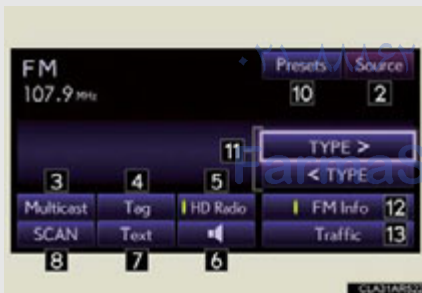 FM
Presets Source
107.9 MHz
10 2
11 TYPE >
< TYPE
3 4 5
Multicast Tag HD Radio FM Info 12
SCAN Text Traffic 13
8 7 6
CLA31AR522